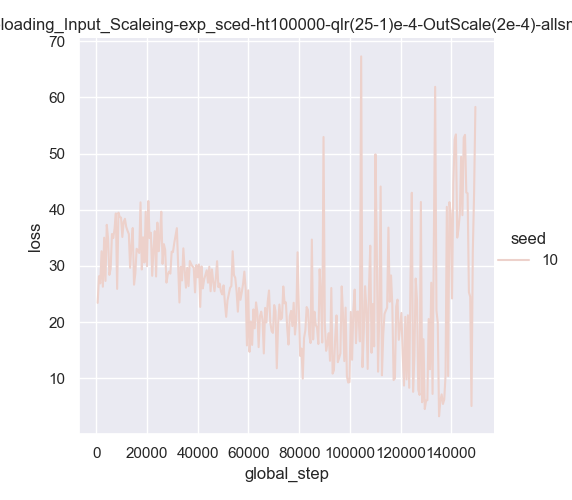 loading_Input_Scaleing-exp_sced-ht100000-qlr(25-1)e-4-OutScale(2e-4)-allsr
70
60
50
40
30
20
10
loss
0 20000 40000 60000 80000 100000 120000 140000
global_step
seed
10